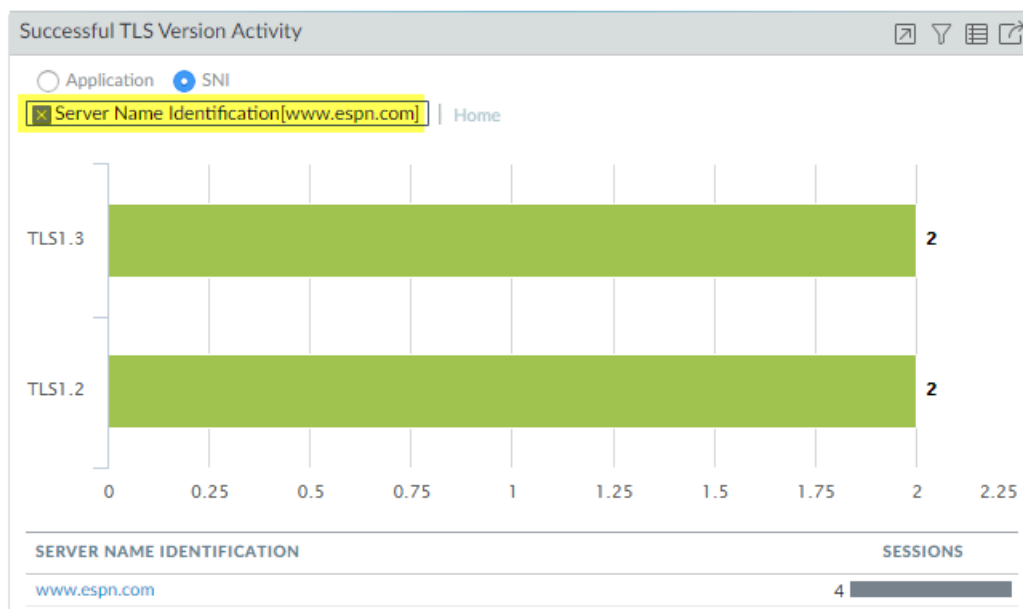 Successful TLS Version Activity
Application SNI
Server Name Identification[www.espn.com] | Home
TLS1.3 2
TLS1.2 2
0 0.25 0.5 0.75 1 1.25 1.5 1.75 2 2.25
SERVER NAME IDENTIFICATION SESSIONS
www.espn.com 4